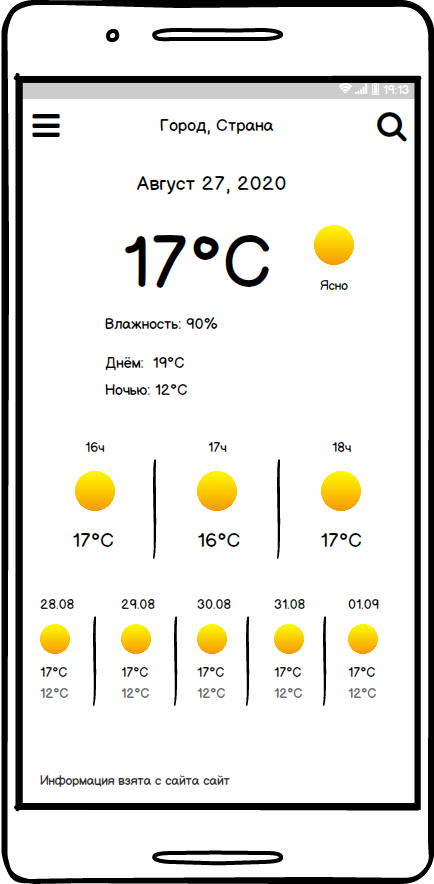 19:13
Город, Страна
Август 27, 2020
17°C
Ясно
Влажность: 90%
Днём: 19°C
Ночью: 12°C
16ч 17ч 18ч
17°C 16°C 17°C
28.08 29.08 30.08 31.08 01.09
17°C 17°C 17°C 17°C 17°C
12°C 12°C 12°C 12°C 12°C
Информация взята с сайта сайт